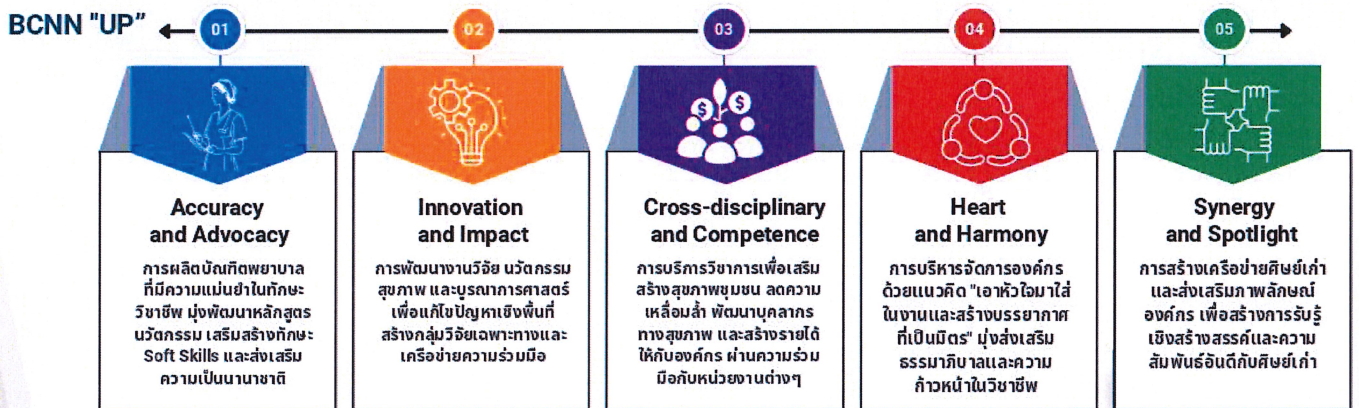 BCNN "UP"
01
02
03
04
05
Accuracy
and Advocacy
การผลิตบัณฑิตพยาบาล
ที่มีความแม่นยำในทักษะ
วิชาชีพ มุ่งพัฒนาหลักสูตร
นวัตกรรม เสริมสร้างทักษะ
Soft Skills และส่งเสริม
ความเป็นนานาชาติ
Innovation
and Impact
การพัฒนางานวิจัย นวัตกรรม
สุขภาพ และบูรณาการศาสตร์
เพื่อแก้ไขปัญหาเชิงพื้นที่
สร้างกลุ่มวิจัยเฉพาะทางและ
เครือข่ายความร่วมมือ
$ $
Cross-disciplinary
and Competence
การบริการวิชาการเพื่อเสริม
สร้างสุขภาพชุมชน ลดความ
เหลื่อมล้ำ พัฒนาบุคลากร
ทางสุขภาพ และสร้างรายได้
ให้กับองค์กร ผ่านความร่วม
มือกับหน่วยงานต่างๆ
Heart
and Harmony
การบริหารจัดการองค์กร
ด้วยแนวคิด "เอาหัวใจมาใส่
ในงานและสร้างบรรยากาศ
ที่เป็นมิตร" มุ่งส่งเสริม
ธรรมาภิบาลและความ
ก้าวหน้าในวิชาชีพ
Synergy
and Spotlight
การสร้างเครือข่ายศิษย์เก่า
และส่งเสริมภาพลักษณ์
องค์กร เพื่อสร้างการรับรู้
เชิงสร้างสรรค์และความ
สัมพันธ์อันดีกับศิษย์เก่า